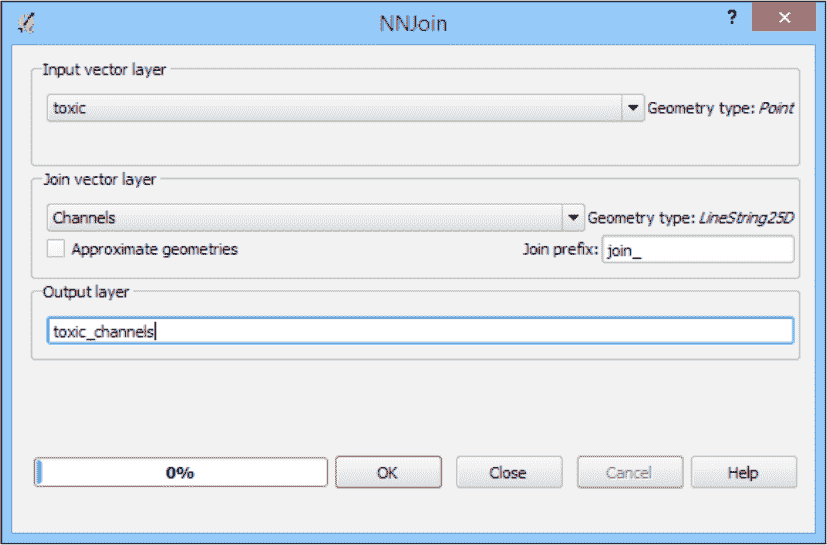 NNJoin
?
Input vector layer
toxic
Geometry type: Point
Join vector layer
Channels
Geometry type: LineString25D
Approximate geometries
Join prefix: join_
Output layer
toxic_channels
0%
OK
Close
Cancel
Help